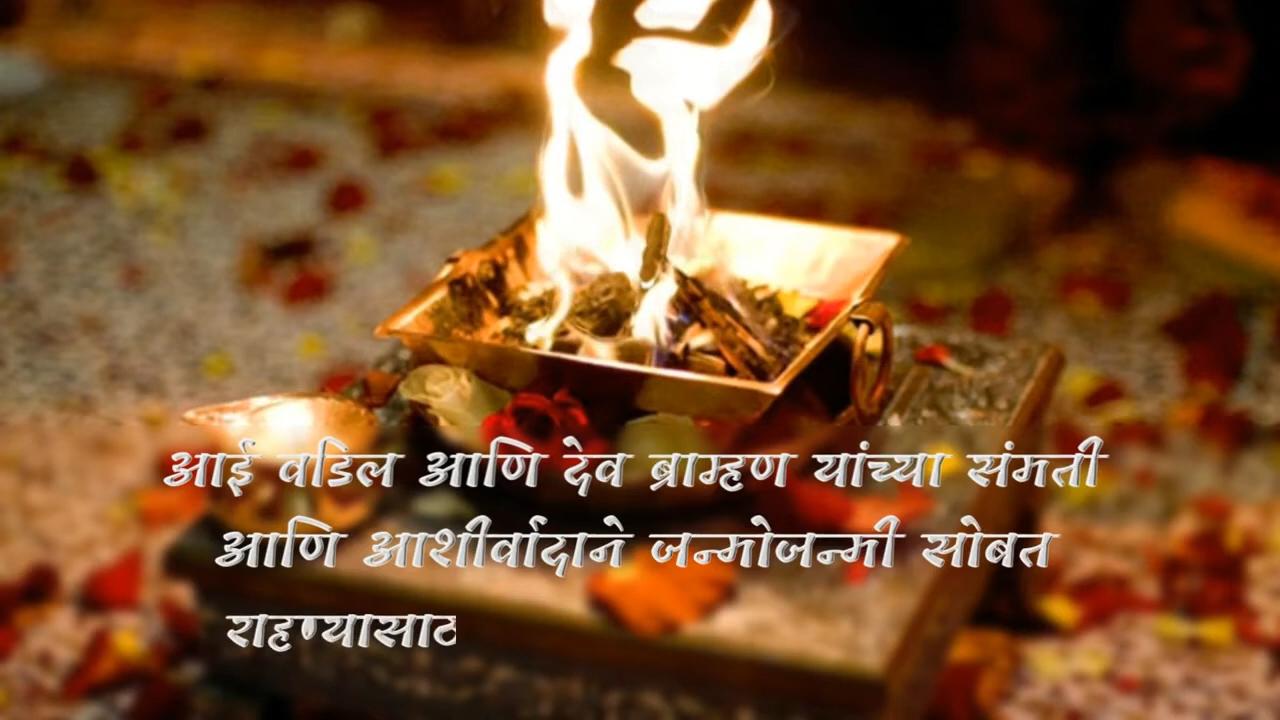 आई वडिल आणि देव ब्राम्हण यांच्या संमती
आणि आशीर्वादाने जन्मोजन्मी सोबत
राहण्यासाठ